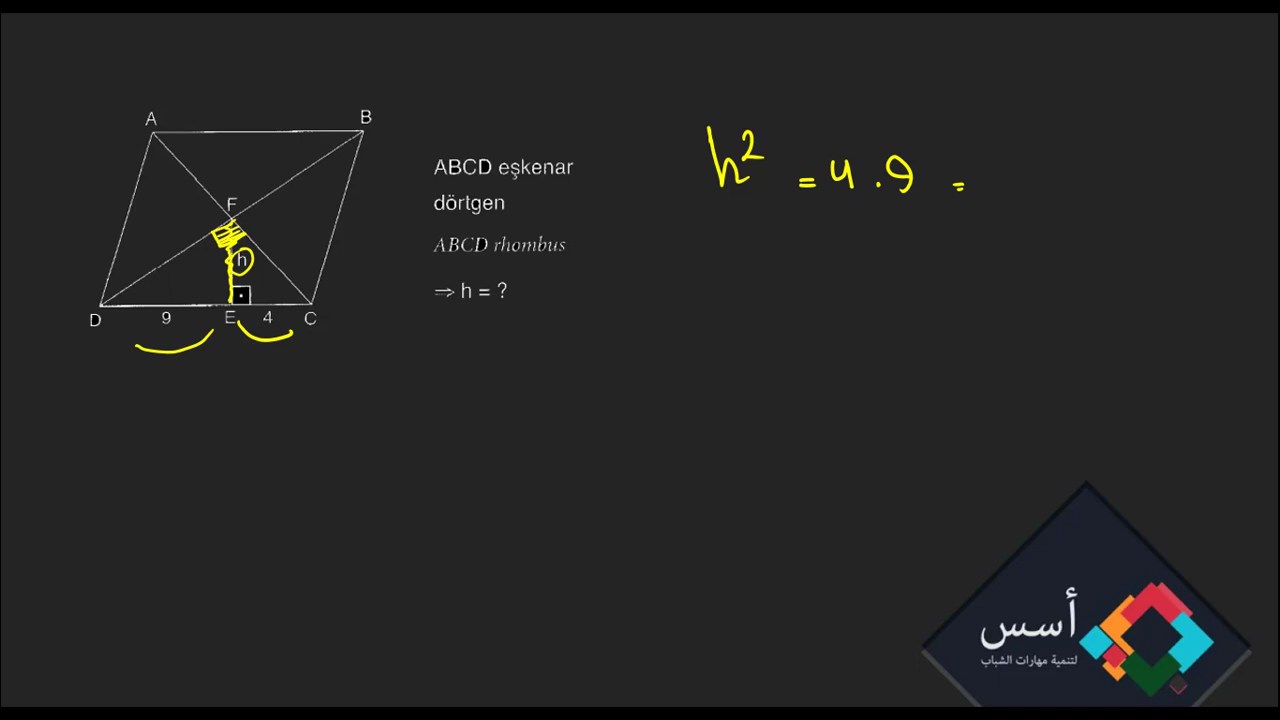 A
B
F
h
D
9
E
4
C
ABCD eşkenar
dörtgen
ABCD rhombus
⇒ h = ?
h² = 4 . 9 =
أسس
لتنمية مهارات الشباب